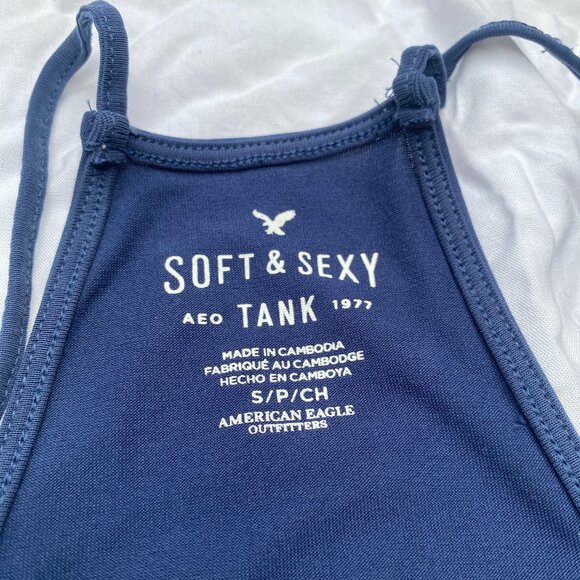 SOFT & SEXY
AEO TANK 1977
MADE IN CAMBODIA
FABRIQUÉ AU CAMBODGE
HECHO EN CAMBOYA
S/P/CH
AMERICAN EAGLE
OUTFITTERS